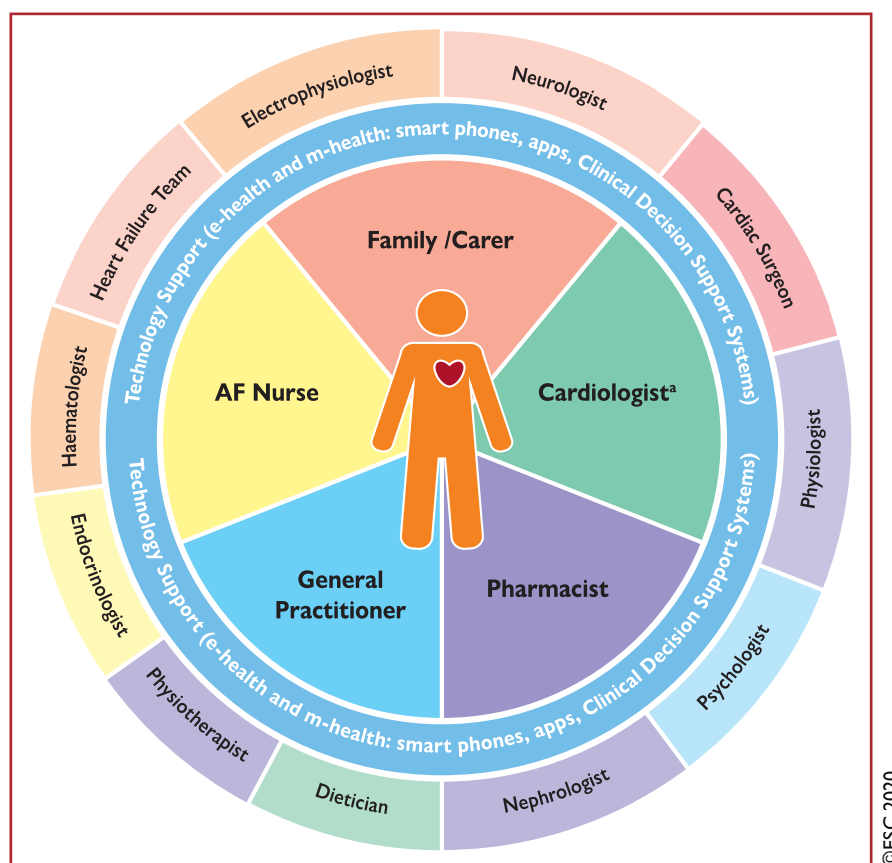 Electrophysiologist
Neurologist
Cardiac Surgeon
Physiologist
Psychologist
Nephrologist
Dietician
Physiotherapist
Endocrinologist
Haematologist
Heart Failure Team
Technology Support (e-health and m-health: smart phones, apps, Clinical Decision Support Systems)
Family /Carer
AF Nurse
Cardiologistᵃ
General
Practitioner
Pharmacist
Technology Support (e-health and m-health: smart phones, apps, Clinical Decision Support Systems)
©ESC 2020